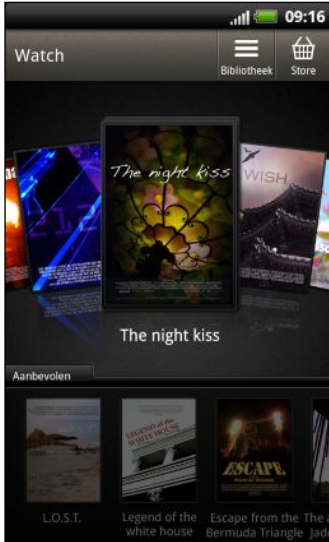 09:16
Watch
Bibliotheek
Store
The night kiss
WISH
The night kiss
Aanbevolen
LEGEND of the
WHITE HOUSE
ESCAPE
L.O.S.T.
Legend of the
white house
Escape from the
Bermuda Triangle
The
Jad